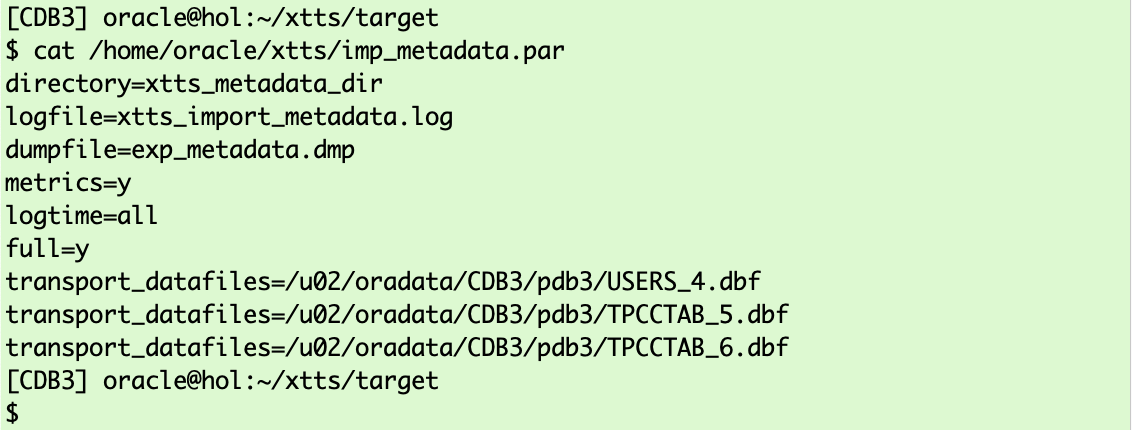 [CDB3] oracle@hol:~/xtts/target
$ cat /home/oracle/xtts/imp_metadata.par
directory=xtts_metadata_dir
logfile=xtts_import_metadata.log
dumpfile=exp_metadata.dmp
metrics=y
logtime=all
full=y
transport_datafiles=/u02/oradata/CDB3/pdb3/USERS_4.dbf
transport_datafiles=/u02/oradata/CDB3/pdb3/TPCCTAB_5.dbf
transport_datafiles=/u02/oradata/CDB3/pdb3/TPCCTAB_6.dbf
[CDB3] oracle@hol:~/xtts/target
$